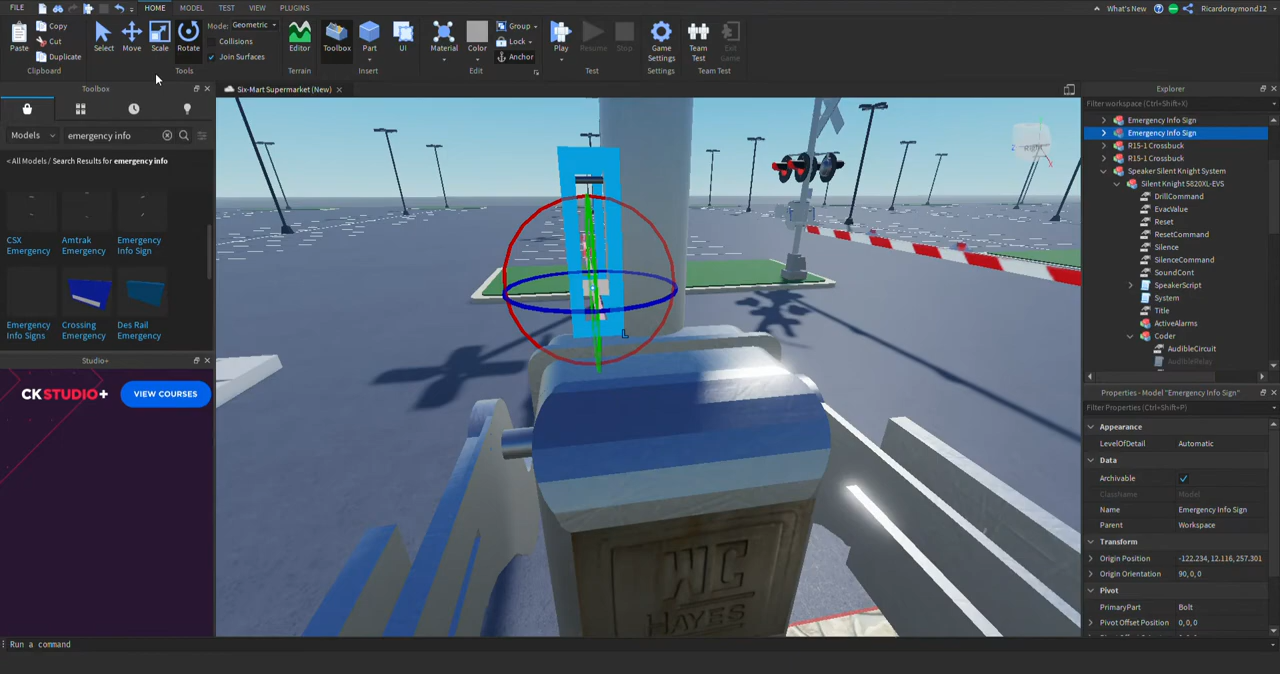 FILE HOME MODEL TEST VIEW PLUGINS What's New Ricardoraymond12
Paste Copy Cut Duplicate Select Move Scale Rotate Mode: Geometric Collisions Join Surfaces Editor Toolbox Part UI Material Color Group Lock Anchor Play Resume Stop Game Settings Team Test Exit Game
Clipboard Tools Terrain Insert Edit Test Settings Team Test
Toolbox
Models emergency info
< All Models / Search Results for emergency info
CSX Emergency
Amtrak Emergency
Emergency Info Sign
Emergency Info Signs
Crossing Emergency
Des Rail Emergency
Studio+
CKSTUDIO+ VIEW COURSES
Six-Mart Supermarket (New)
L
WC
HAYES
Explorer
Filter workspace (Ctrl+Shift+X)
Emergency Info Sign
Emergency Info Sign
R15-1 Crossbuck
R15-1 Crossbuck
Speaker Silent Knight System
Silent Knight 5820XL-EVS
DrillCommand
EvacValue
Reset
ResetCommand
Silence
SilenceCommand
SoundCont
SpeakerScript
System
Title
ActiveAlarms
Coder
AudibleCircuit
AudibleRelay
Properties - Model "Emergency Info Sign"
Filter Properties (Ctrl+Shift+P)
Appearance
LevelOfDetail Automatic
Data
Archivable
ClassName Model
Name Emergency Info Sign
Parent Workspace
Transform
Origin Position -122.234, 12.116, 257.301
Origin Orientation 90, 0, 0
Pivot
PrimaryPart Bolt
Pivot Offset Position 0, 0, 0
Run a command